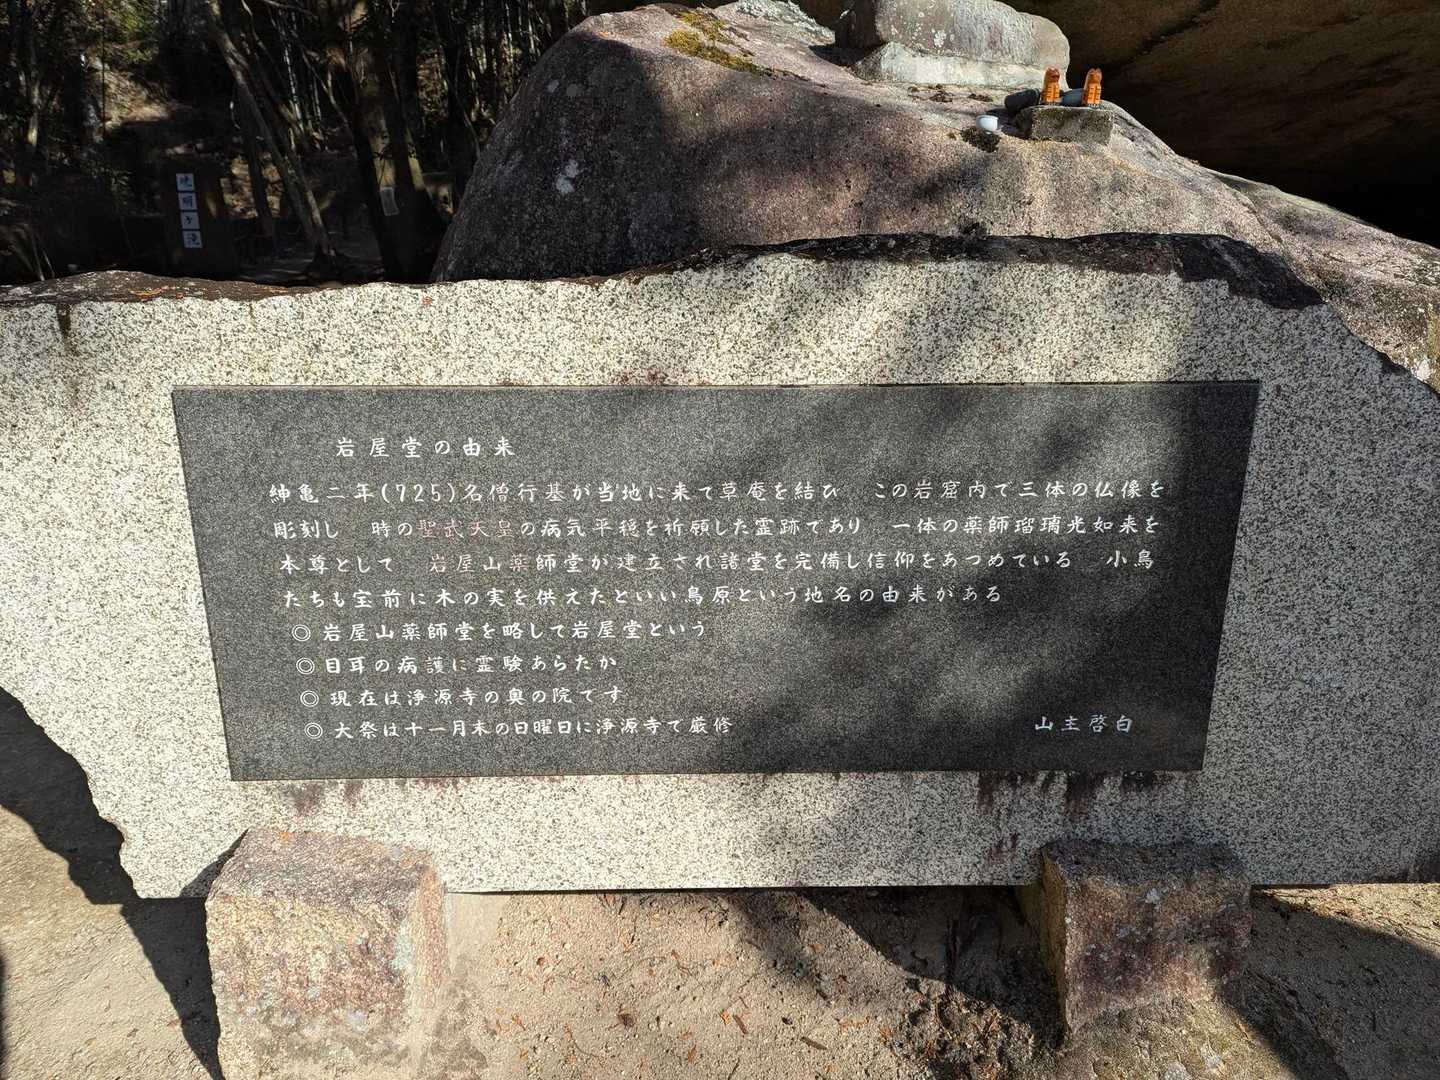 暁明ヶ滝
岩屋堂の由来
紳亀二年(725)名僧行基が当地に来て草庵を結び　この岩窟内で三体の仏像を
彫刻し　時の聖武天皇の病気平穏を祈願した霊跡であり　一体の薬師瑠璃光如来を
本尊として　岩屋山薬師堂が建立され諸堂を完備し信仰をあつめている　小鳥
たちも宝前に木の実を供えたといい鳥原という地名の由来がある
◎岩屋山薬師堂を略して岩屋堂という
◎目耳の病護に霊験あらたか
◎現在は浄源寺の奥の院です
◎大祭は十一月末の日曜日に浄源寺で厳修
山主啓白